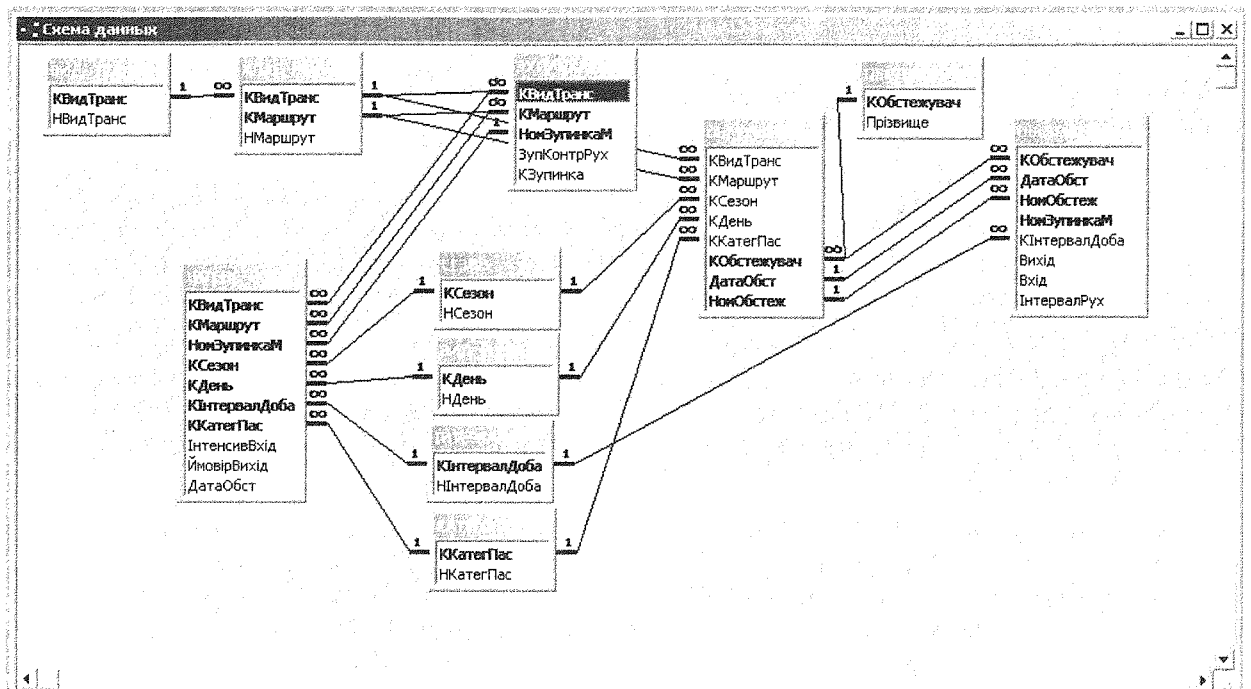 Схема данных
КВидТранс
НВидТранс
КВидТранс
КМаршрут
НМаршрут
КВидТранс
КМаршрут
НомЗупинкаМ
ЗупКонтрРух
КЗупинка
КВидТранс
КМаршрут
КСезон
КДень
ККатегПас
КОбстежувач
ДатаОбст
НомОбстеж
КОбстежувач
Прізвище
КОбстежувач
ДатаОбст
НомОбстеж
НомЗупинкаМ
КІнтервалДоба
Вихід
Вхід
ІнтервалРух
КВидТранс
КМаршрут
НомЗупинкаМ
КСезон
КДень
КІнтервалДоба
ККатегПас
ІнтенсивВхід
ЙмовірВихід
ДатаОбст
КСезон
НСезон
КДень
НДень
КІнтервалДоба
НІнтервалДоба
ККатегПас
НКатегПас